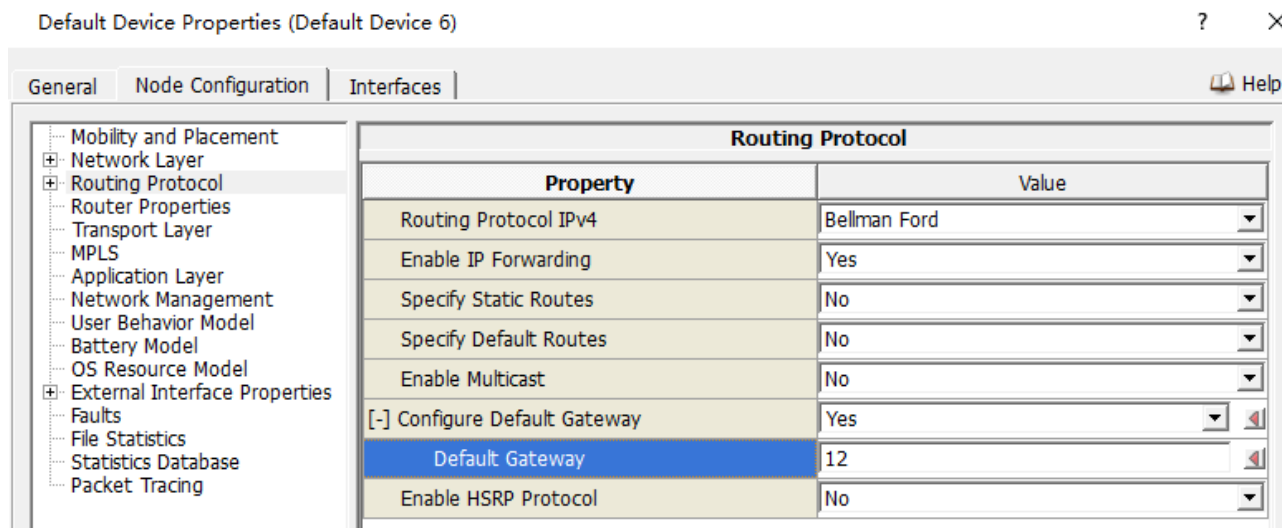 Default Device Properties (Default Device 6) ?
General Node Configuration Interfaces Help
Mobility and Placement
Network Layer
Routing Protocol
Router Properties
Transport Layer
MPLS
Application Layer
Network Management
User Behavior Model
Battery Model
OS Resource Model
External Interface Properties
Faults
File Statistics
Statistics Database
Packet Tracing
Routing Protocol
Property Value
Routing Protocol IPv4 Bellman Ford
Enable IP Forwarding Yes
Specify Static Routes No
Specify Default Routes No
Enable Multicast No
[-] Configure Default Gateway Yes
Default Gateway 12
Enable HSRP Protocol No